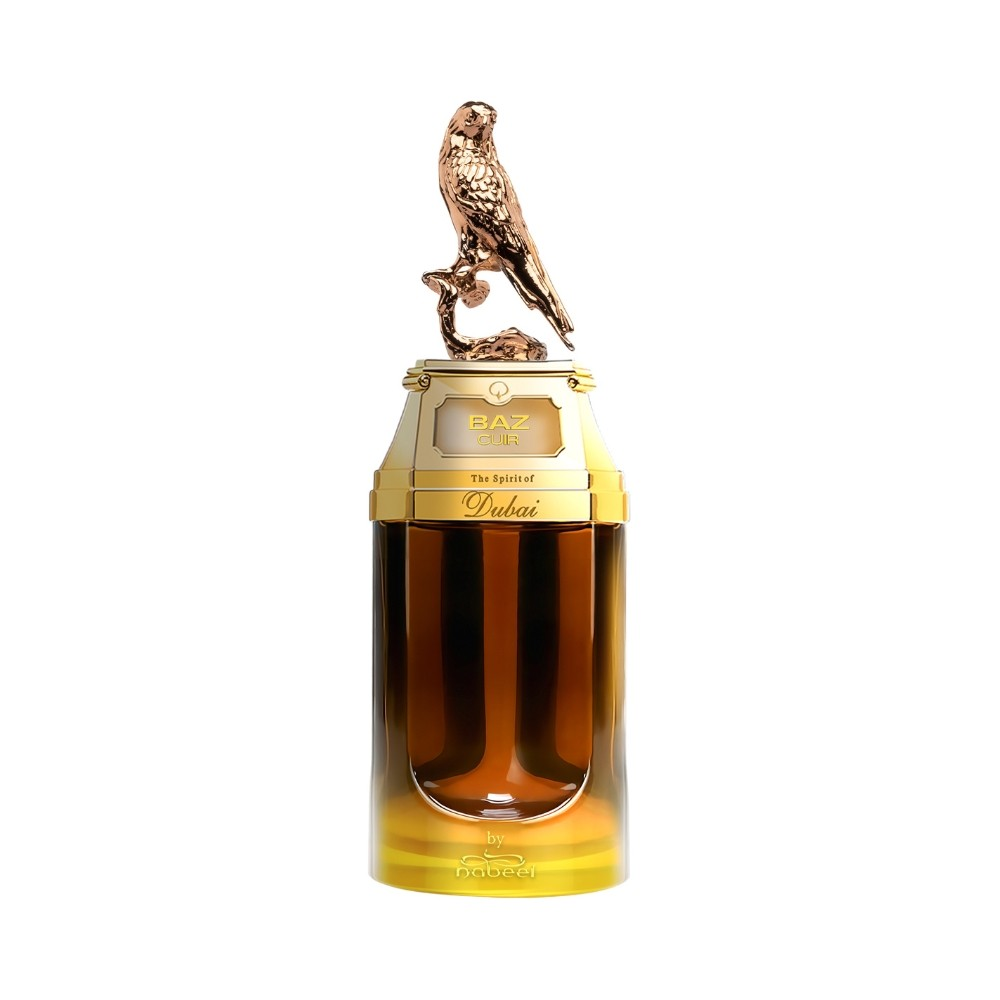 BAZ
CUIR
The Spirit of
Dubai
by
nabeel